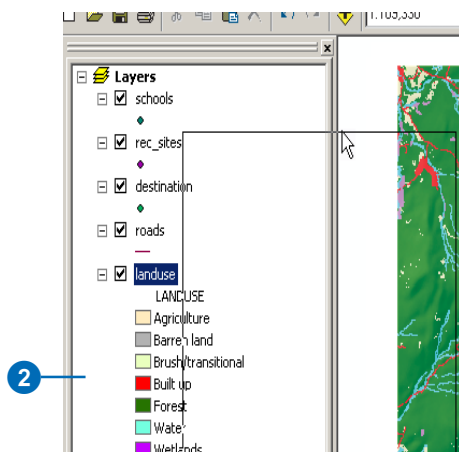 1:109,330
Layers
schools
rec_sites
destination
roads
landuse
LANDUSE
Agriculture
Barren land
Brush/transitional
Built up
Forest
Water
Wetlands
2